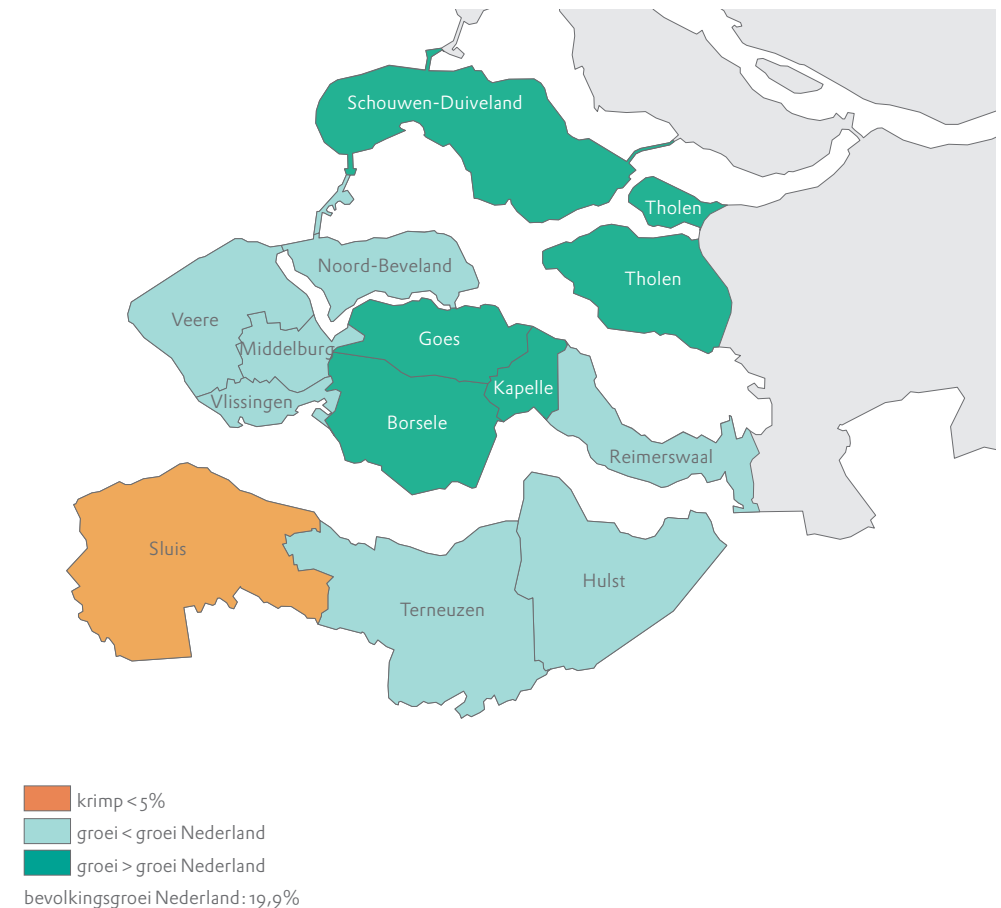 Schouwen-Duiveland
Tholen
Noord-Beveland
Tholen
Veere
Goes
Middelburg
Kapelle
Vlissingen
Borsele
Reimerswaal
Sluis
Hulst
Terneuzen
krimp < 5%
groei < groei Nederland
groei > groei Nederland
bevolkingsgroei Nederland: 19,9%